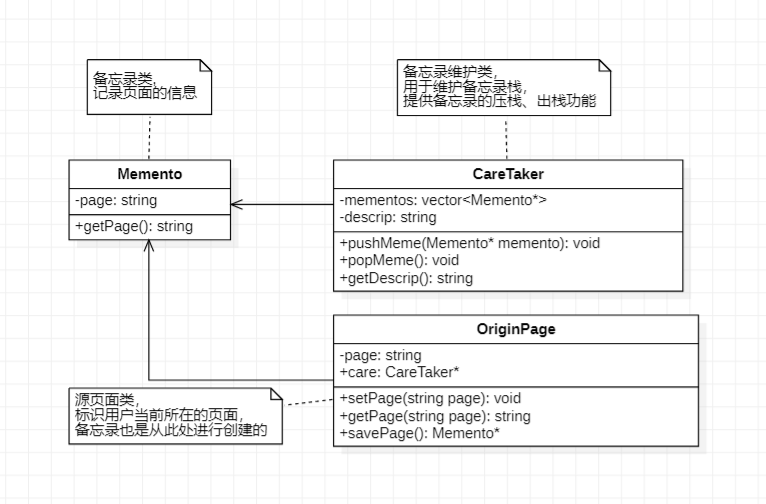 备忘录类,
记录页面的信息
备忘录维护类,
用于维护备忘录栈,
提供备忘录的压栈、出栈功能
Memento
-page: string
+getPage(): string
CareTaker
-mementos: vector<Memento*>
-descrip: string
+pushMeme(Memento* memento): void
+popMeme(): void
+getDescrip(): string
OriginPage
-page: string
+care: CareTaker*
+setPage(string page): void
+getPage(string page): string
+savePage(): Memento*
源页面类,
标识用户当前所在的页面,
备忘录也是从此处进行创建的